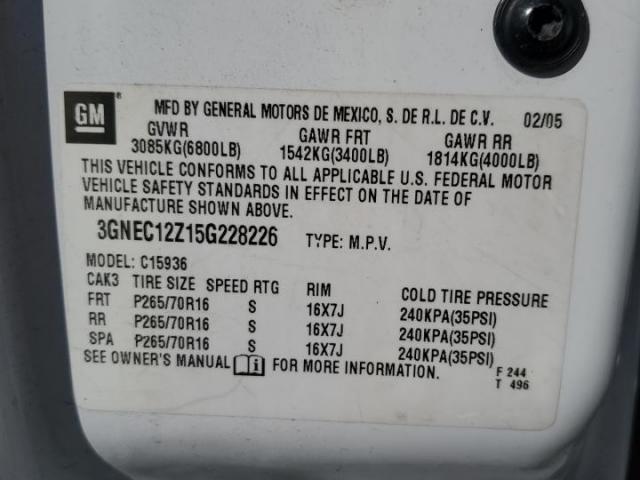 GM ® MFD BY GENERAL MOTORS DE MEXICO, S. DE R.L. DE C.V. 02/05
GVWR GAWR FRT GAWR RR
3085KG(6800LB) 1542KG(3400LB) 1814KG(4000LB)
THIS VEHICLE CONFORMS TO ALL APPLICABLE U.S. FEDERAL MOTOR
VEHICLE SAFETY STANDARDS IN EFFECT ON THE DATE OF
MANUFACTURE SHOWN ABOVE.
3GNEC12Z15G228226 TYPE: M.P.V.
MODEL: C15936
CAK3 TIRE SIZE SPEED RTG RIM COLD TIRE PRESSURE
FRT P265/70R16 S 16X7J 240KPA(35PSI)
RR P265/70R16 S 16X7J 240KPA(35PSI)
SPA P265/70R16 S 16X7J 240KPA(35PSI)
SEE OWNER'S MANUAL i FOR MORE INFORMATION. F 244
T 496